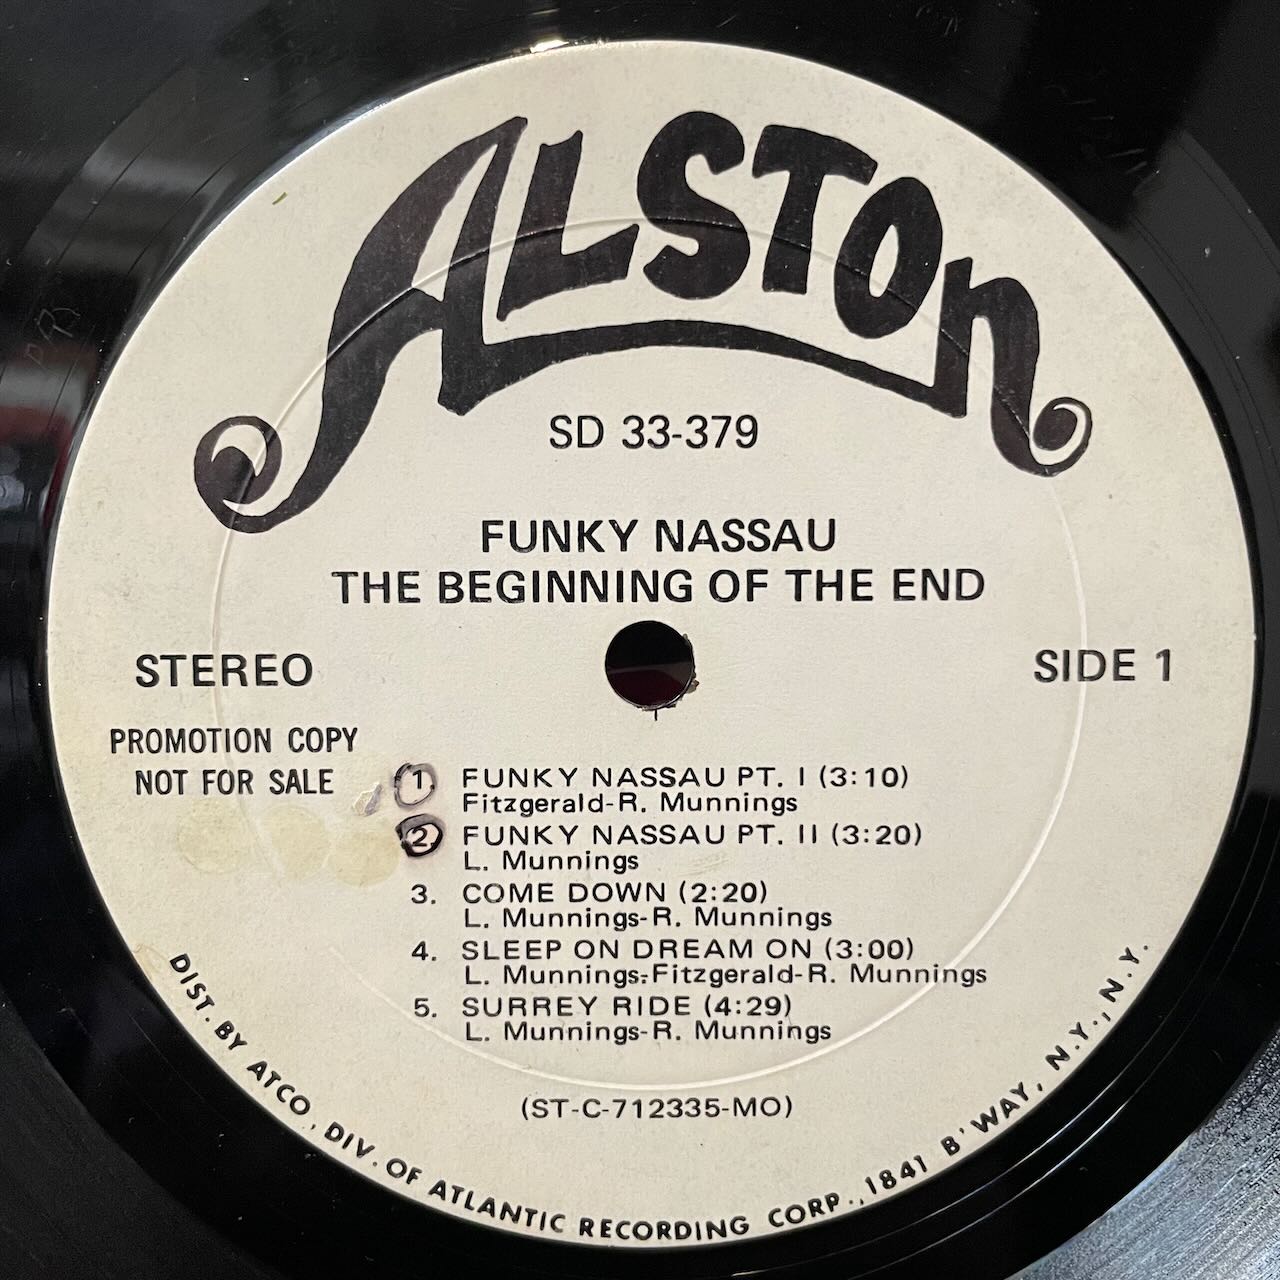 ALSTON
SD 33-379
FUNKY NASSAU
THE BEGINNING OF THE END
STEREO
SIDE 1
PROMOTION COPY
NOT FOR SALE
1 FUNKY NASSAU PT. I (3:10)
Fitzgerald-R. Munnings
2 FUNKY NASSAU PT. II (3:20)
L. Munnings
3. COME DOWN (2:20)
L. Munnings-R. Munnings
4. SLEEP ON DREAM ON (3:00)
L. Munnings-Fitzgerald-R. Munnings
5. SURREY RIDE (4:29)
L. Munnings-R. Munnings
(ST-C-712335-MO)
DIST. BY ATCO, DIV. OF ATLANTIC RECORDING CORP., 1841 B'WAY, N.Y., N.Y.